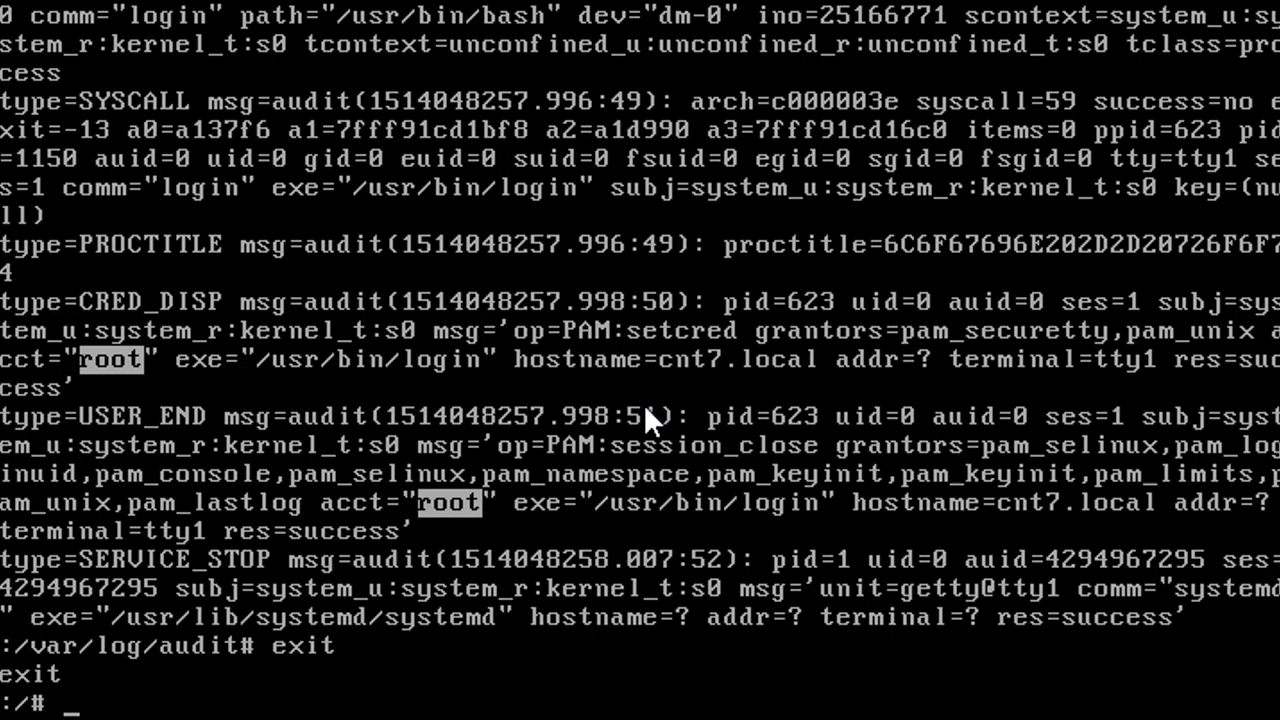 0 comm="login" path="/usr/bin/bash" dev="dm-0" ino=25166771 scontext=system_u:sy
stem_r:kernel_t:s0 tcontext=unconfined_u:unconfined_r:unconfined_t:s0 tclass=pro
cess
type=SYSCALL msg=audit(1514048257.996:49): arch=c000003e syscall=59 success=no e
xit=-13 a0=a137f6 a1=7fff91cd1bf8 a2=a1d990 a3=7fff91cd16c0 items=0 ppid=623 pid
=1150 auid=0 uid=0 gid=0 euid=0 suid=0 fsuid=0 egid=0 sgid=0 fsgid=0 tty=tty1 se
s=1 comm="login" exe="/usr/bin/login" subj=system_u:system_r:kernel_t:s0 key=(nu
ll)
type=PROCTITLE msg=audit(1514048257.996:49): proctitle=6C6F67696E202D2D20726F6F7
4
type=CRED_DISP msg=audit(1514048257.998:50): pid=623 uid=0 auid=0 ses=1 subj=sys
tem_u:system_r:kernel_t:s0 msg='op=PAM:setcred grantors=pam_securetty,pam_unix a
cct="root" exe="/usr/bin/login" hostname=cnt7.local addr=? terminal=tty1 res=suc
cess'
type=USER_END msg=audit(1514048257.998:51): pid=623 uid=0 auid=0 ses=1 subj=syst
em_u:system_r:kernel_t:s0 msg='op=PAM:session_close grantors=pam_selinux,pam_log
inuid,pam_console,pam_selinux,pam_namespace,pam_keyinit,pam_keyinit,pam_limits,p
am_unix,pam_lastlog acct="root" exe="/usr/bin/login" hostname=cnt7.local addr=?
terminal=tty1 res=success'
type=SERVICE_STOP msg=audit(1514048258.007:52): pid=1 uid=0 auid=4294967295 ses=
4294967295 subj=system_u:system_r:kernel_t:s0 msg='unit=getty@tty1 comm="systemd
" exe="/usr/lib/systemd/systemd" hostname=? addr=? terminal=? res=success'
:/var/log/audit# exit
exit
:/# _